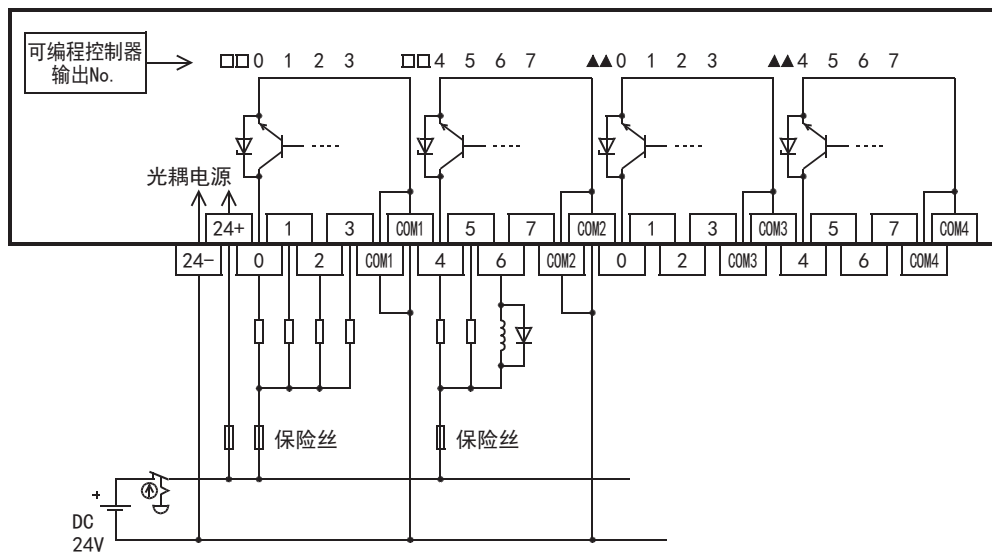 可编程控制器
输出No.
□□0 1 2 3 □□4 5 6 7 ▲▲0 1 2 3 ▲▲4 5 6 7
光耦电源
24+ 1 3 COM1 5 7 COM2 1 3 COM3 5 7 COM4
24- 0 2 COM1 4 6 COM2 0 2 COM3 4 6 COM4
保险丝 保险丝
+
DC
24V